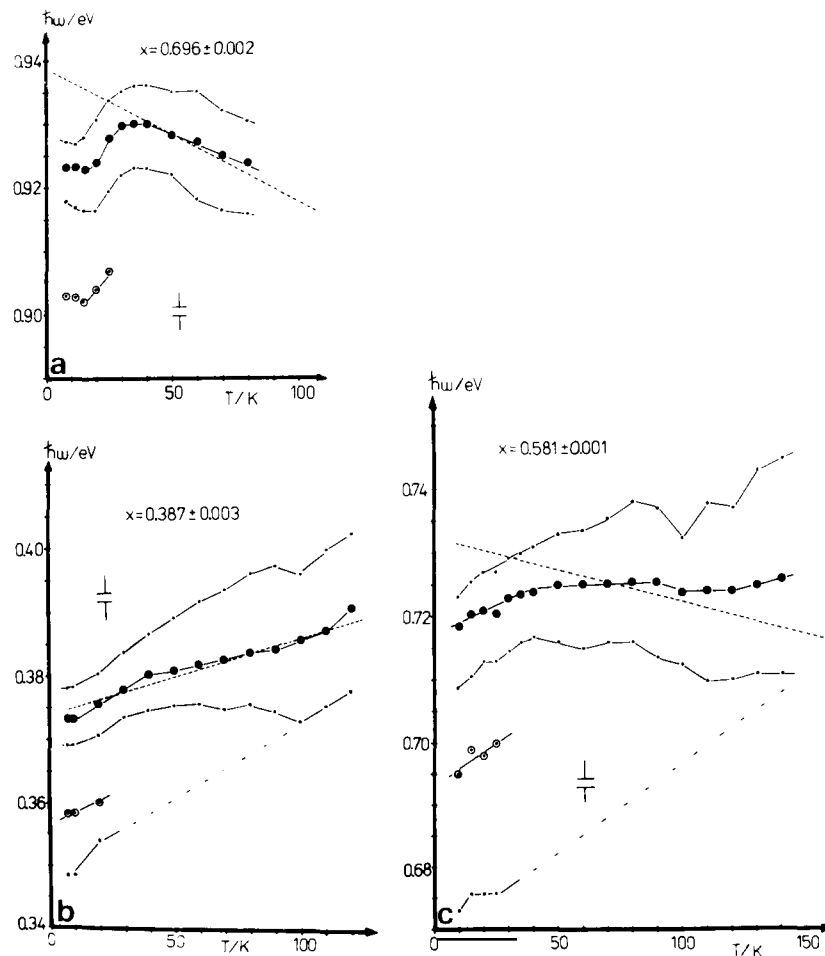 ħω/eV
x=0.696±0.002
0.94
0.92
0.90
a
0
50
100
T/K
ħω/eV
x=0.387±0.003
0.40
0.38
0.36
0.34
b
0
50
100
T/K
ħω/eV
x=0.581±0.001
0.74
0.72
0.70
0.68
c
0
50
100
150
T/K